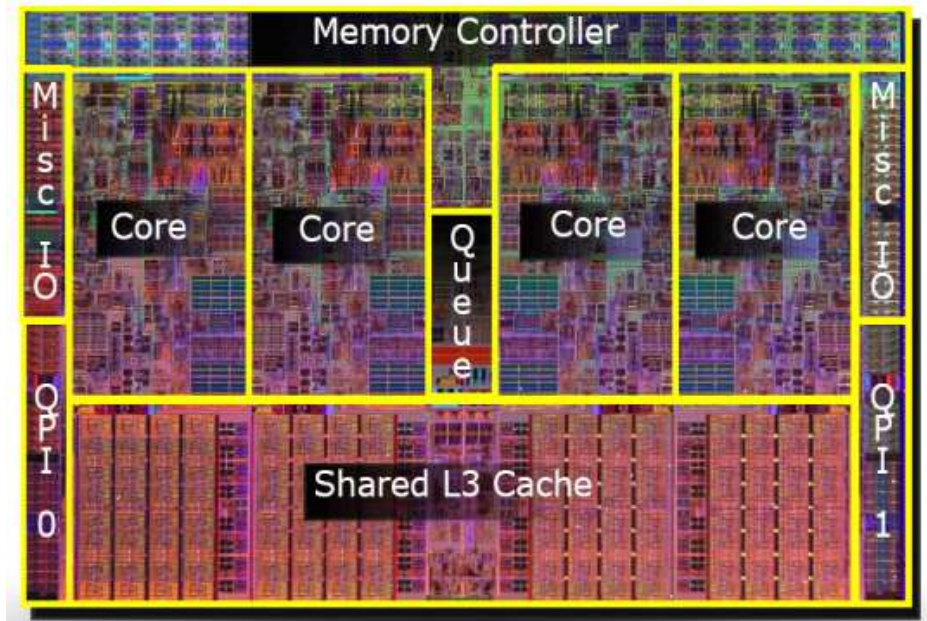 Memory Controller
Misc IO
Core
Core
Queue
Core
Core
Misc IO
QPI 0
Shared L3 Cache
QPI 1